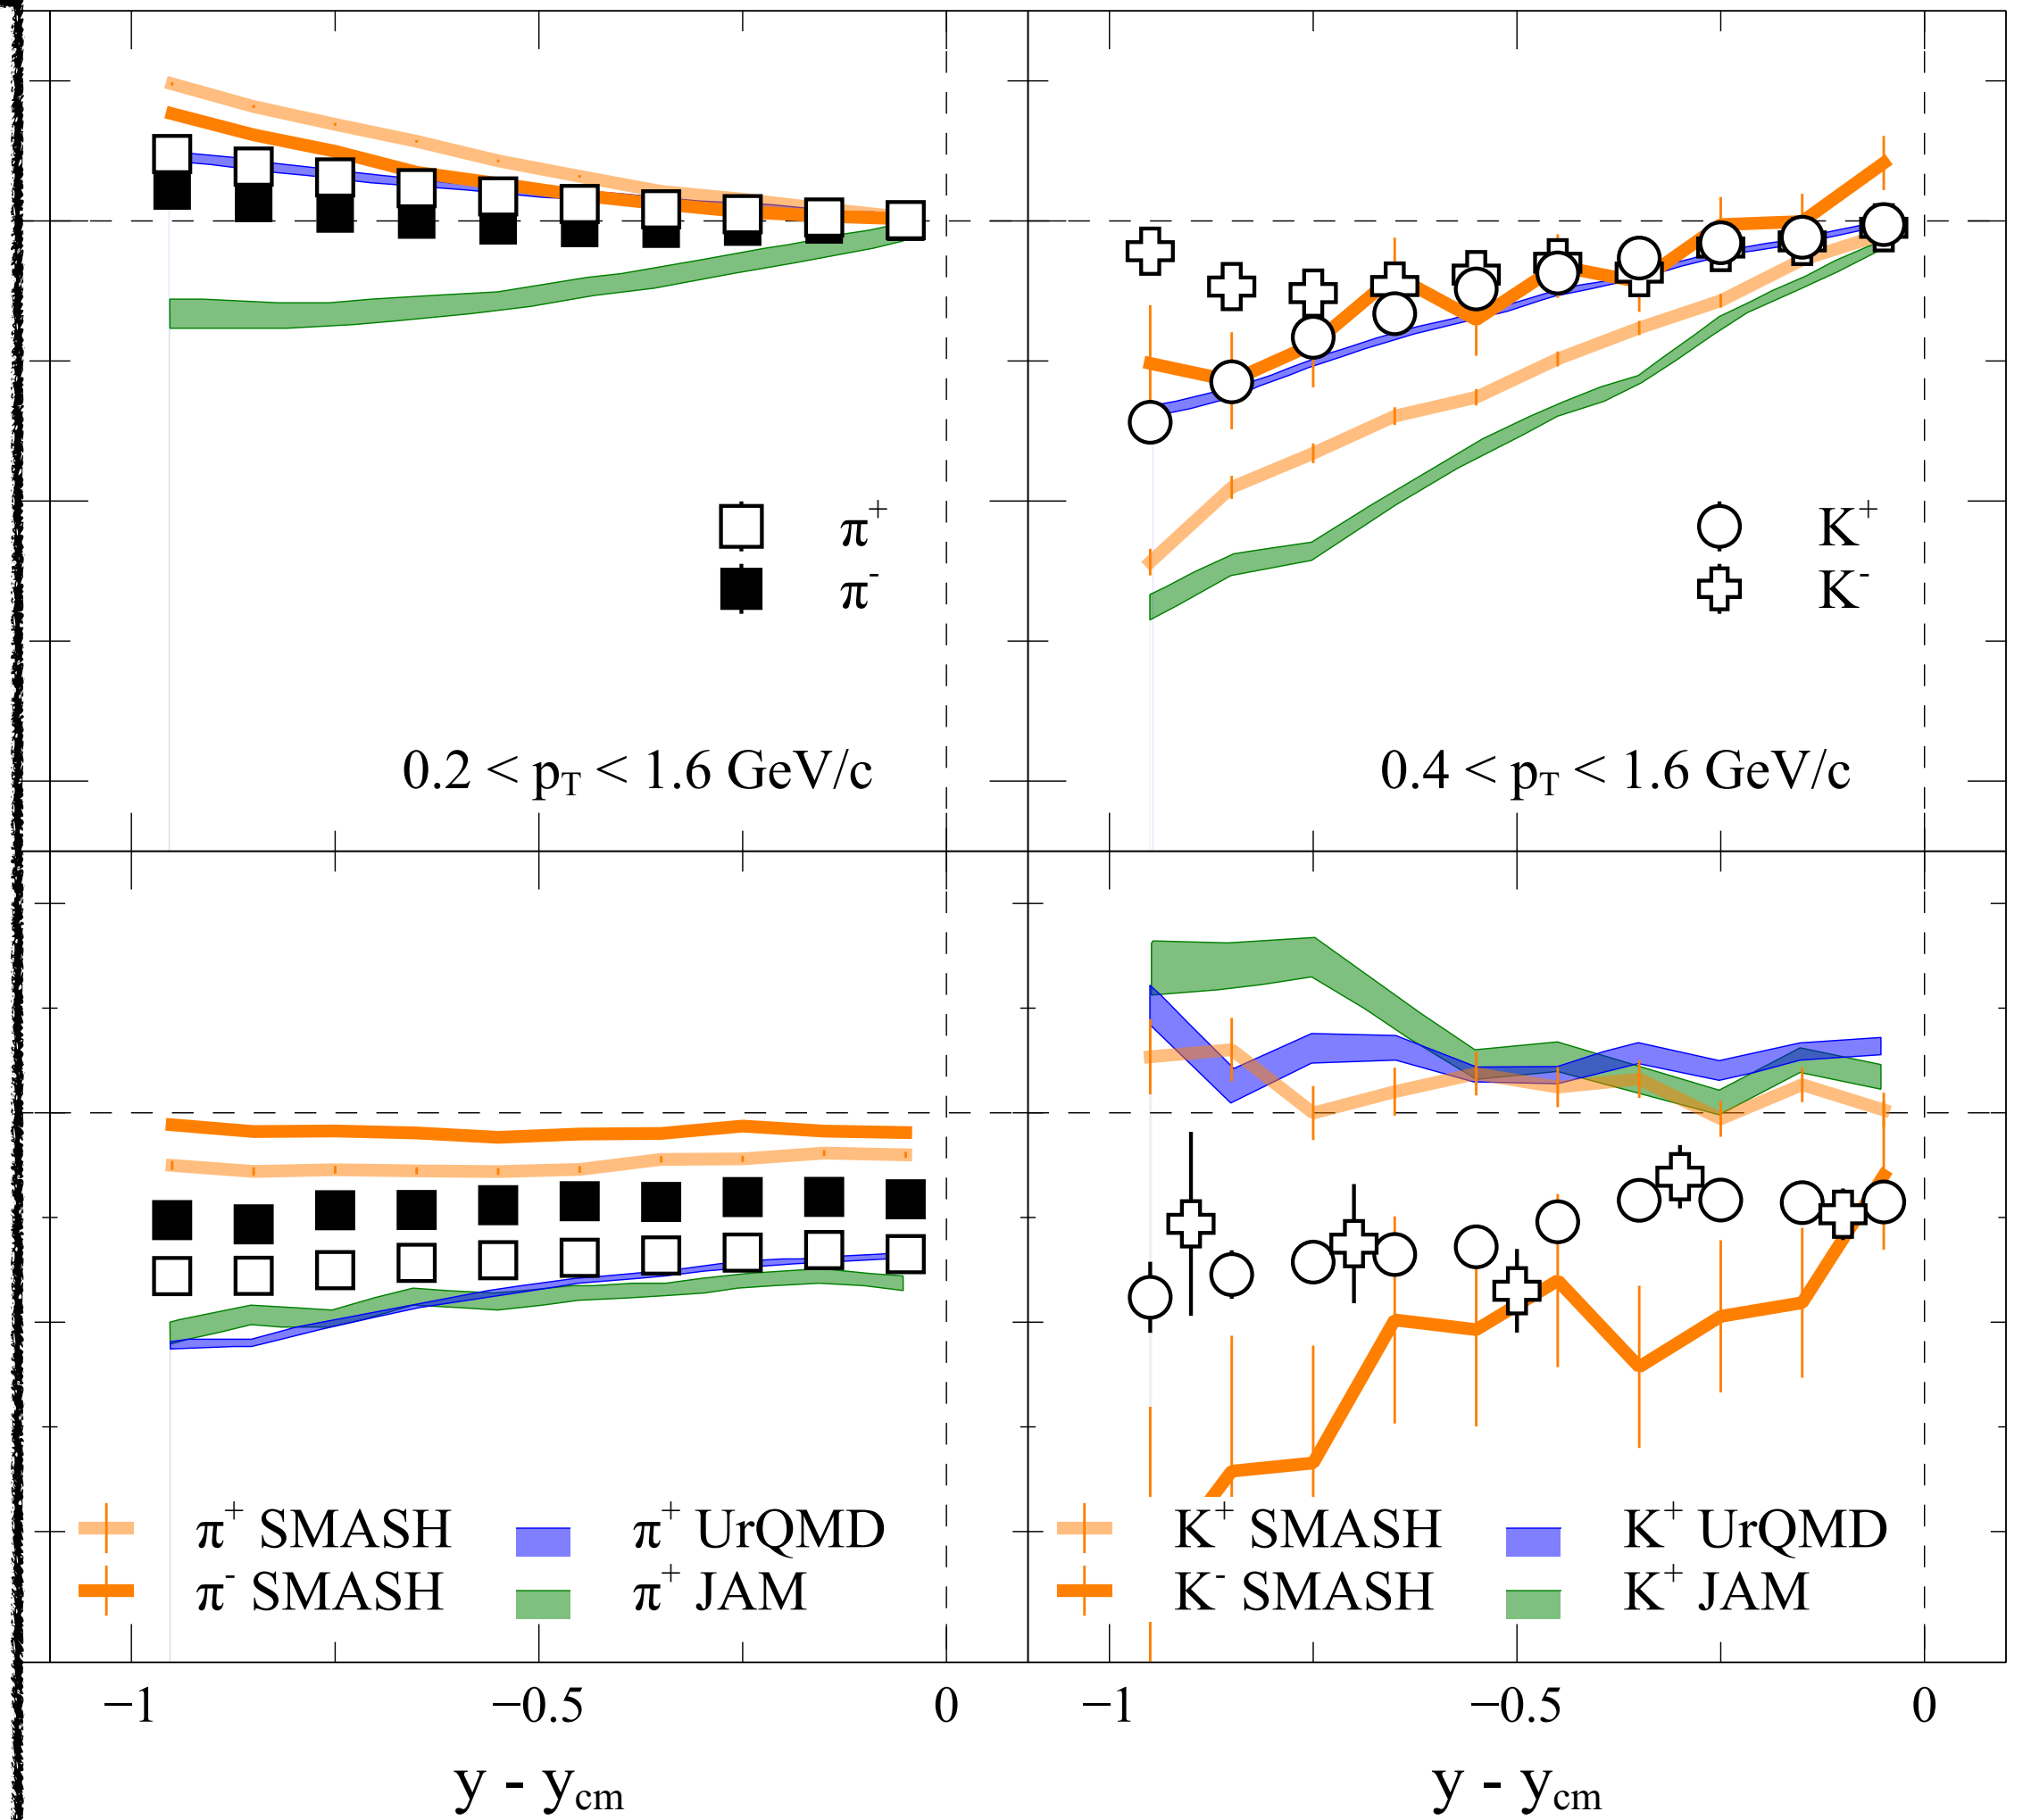 π+
π-
0.2 < pT < 1.6 GeV/c
K+
K-
0.4 < pT < 1.6 GeV/c
π+ SMASH
π+ UrQMD
π- SMASH
π+ JAM
K+ SMASH
K+ UrQMD
K- SMASH
K+ JAM
−1 −0.5 0 −1 −0.5 0
y - ycm y - ycm